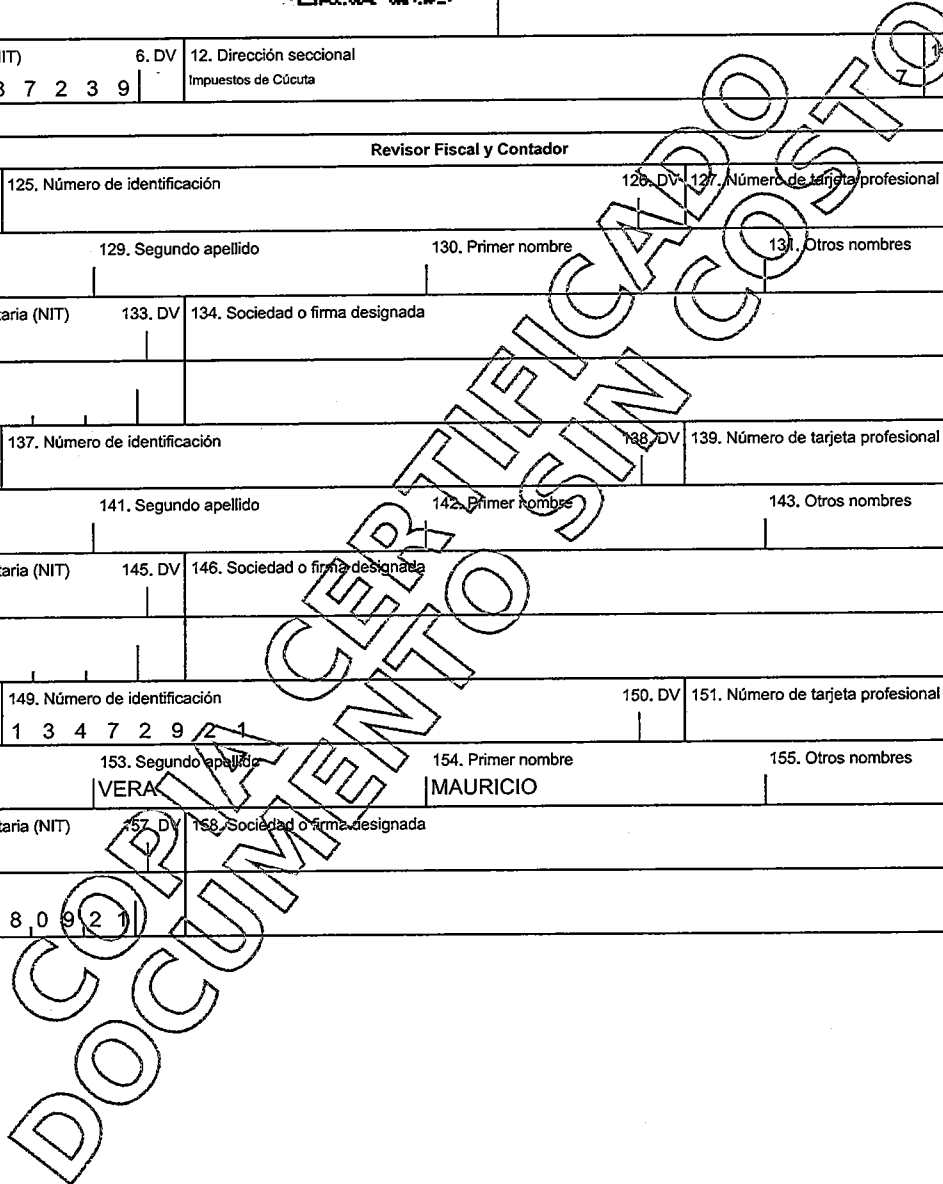 IIT) 6. DV 12. Dirección seccional
3 7 2 3 9 Impuestos de Cúcuta 7
Revisor Fiscal y Contador
125. Número de identificación 126. DV 127. Número de tarjeta profesional
129. Segundo apellido 130. Primer nombre 131. Otros nombres
taria (NIT) 133. DV 134. Sociedad o firma designada
137. Número de identificación 138. DV 139. Número de tarjeta profesional
141. Segundo apellido 142. Primer nombre 143. Otros nombres
taria (NIT) 145. DV 146. Sociedad o firma designada
149. Número de identificación 150. DV 151. Número de tarjeta profesional
1 3 4 7 2 9 2 1
153. Segundo apellido 154. Primer nombre 155. Otros nombres
VERA MAURICIO
taria (NIT) 157. DV 158. Sociedad o firma designada
8 0 9 2 1
COPIA CERTIFICADO
DOCUMENTO SIN COSTO